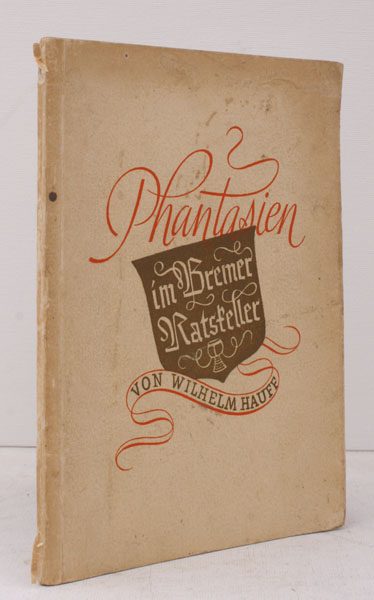 Phantasien
im Bremer
Ratskeller
VON WILHELM HAUFF